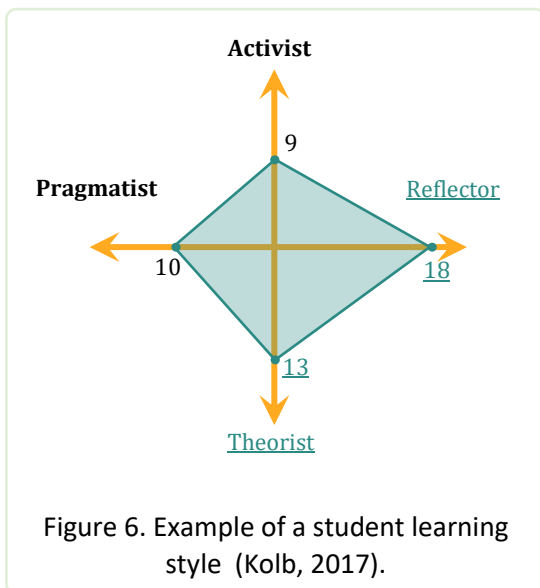 Activist
9
Pragmatist
Reflector
10
18
13
Theorist
Figure 6. Example of a student learning
style (Kolb, 2017).